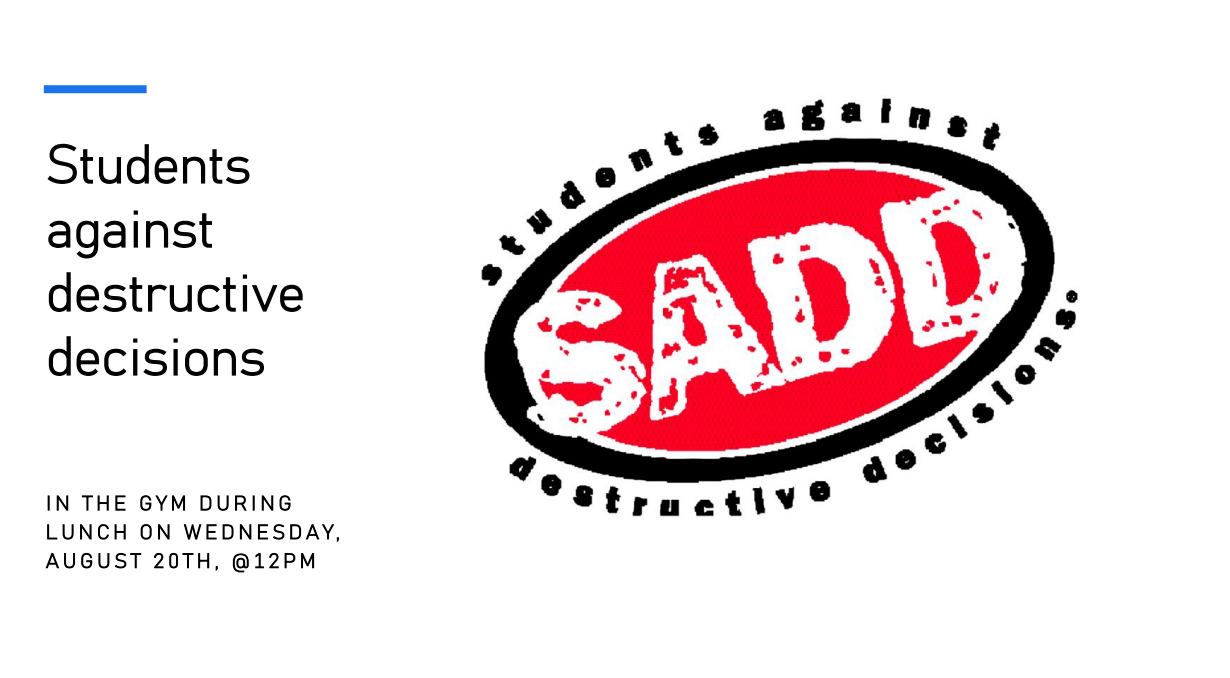 Students
against
destructive
decisions
IN THE GYM DURING
LUNCH ON WEDNESDAY,
AUGUST 20TH, @12PM
students against
SADD
destructive decisions®